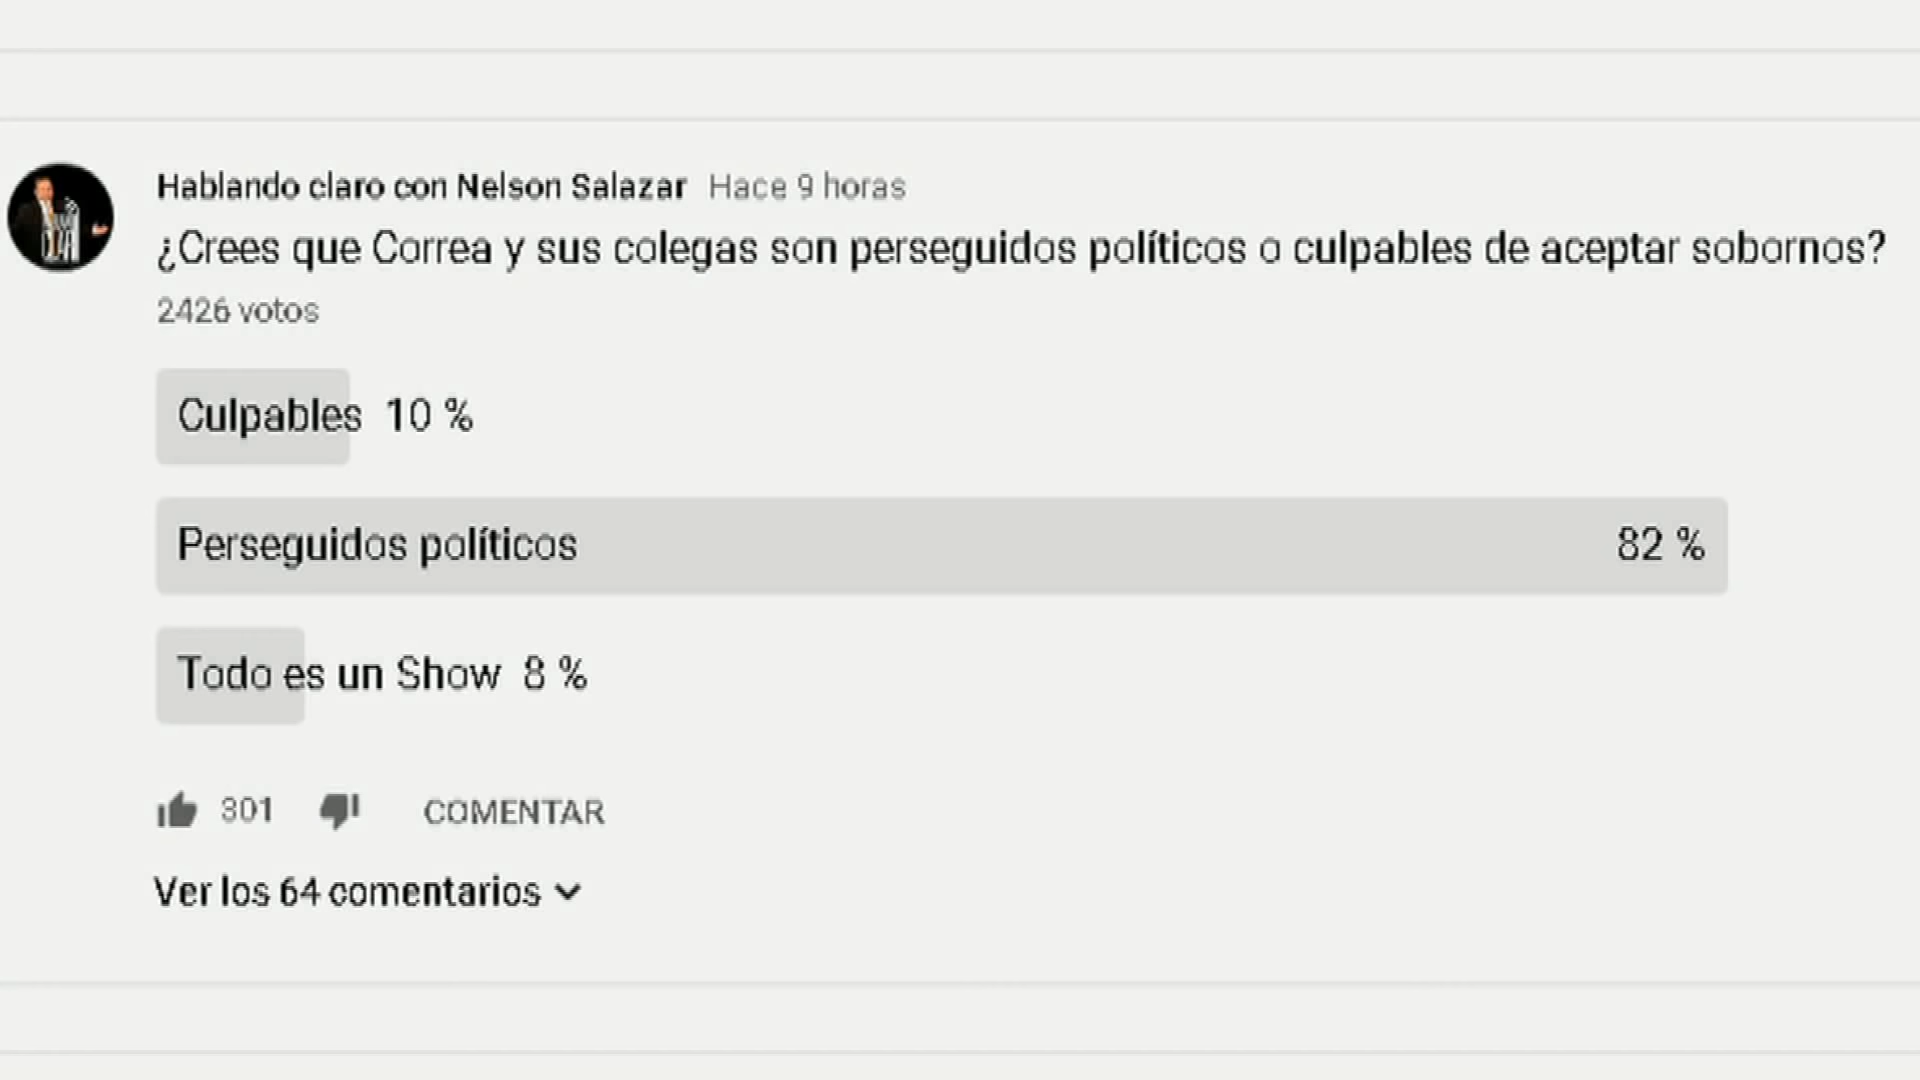 Hablando claro con Nelson Salazar Hace 9 horas
¿Crees que Correa y sus colegas son perseguidos políticos o culpables de aceptar sobornos?
2426 votos
Culpables 10 %
Perseguidos políticos 82 %
Todo es un Show 8 %
301 COMENTAR
Ver los 64 comentarios